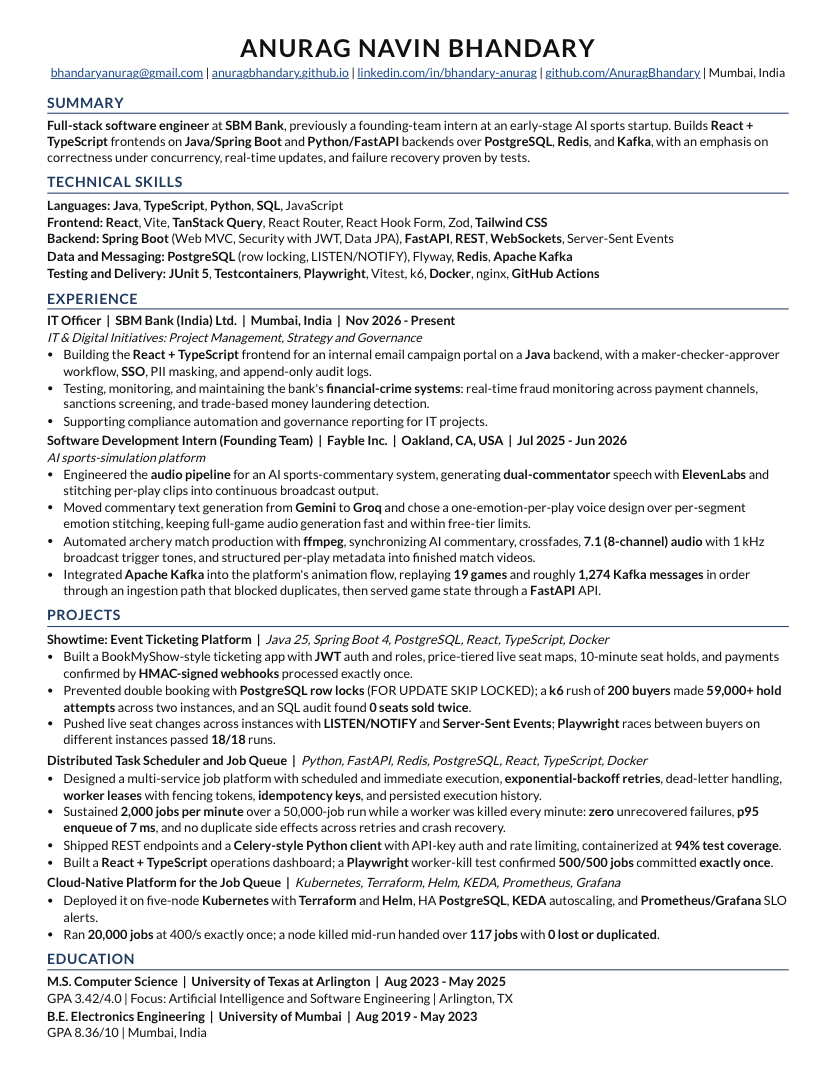 ANURAG NAVIN BHANDARY
bhandaryanurag@gmail.com | anuragbhandary.github.io | linkedin.com/in/bhandary-anurag | github.com/AnuragBhandary | Mumbai, India
SUMMARY
Full-stack software engineer at SBM Bank, previously a founding-team intern at an early-stage AI sports startup. Builds React +
TypeScript frontends on Java/Spring Boot and Python/FastAPI backends over PostgreSQL, Redis, and Kafka, with an emphasis on
correctness under concurrency, real-time updates, and failure recovery proven by tests.
TECHNICAL SKILLS
Languages: Java, TypeScript, Python, SQL, JavaScript
Frontend: React, Vite, TanStack Query, React Router, React Hook Form, Zod, Tailwind CSS
Backend: Spring Boot (Web MVC, Security with JWT, Data JPA), FastAPI, REST, WebSockets, Server-Sent Events
Data and Messaging: PostgreSQL (row locking, LISTEN/NOTIFY), Flyway, Redis, Apache Kafka
Testing and Delivery: JUnit 5, Testcontainers, Playwright, Vitest, k6, Docker, nginx, GitHub Actions
EXPERIENCE
IT Officer | SBM Bank (India) Ltd. | Mumbai, India | Nov 2026 - Present
IT & Digital Initiatives: Project Management, Strategy and Governance
• Building the React + TypeScript frontend for an internal email campaign portal on a Java backend, with a maker-checker-approver
workflow, SSO, PII masking, and append-only audit logs.
• Testing, monitoring, and maintaining the bank's financial-crime systems: real-time fraud monitoring across payment channels,
sanctions screening, and trade-based money laundering detection.
• Supporting compliance automation and governance reporting for IT projects.
Software Development Intern (Founding Team) | Fayble Inc. | Oakland, CA, USA | Jul 2025 - Jun 2026
AI sports-simulation platform
• Engineered the audio pipeline for an AI sports-commentary system, generating dual-commentator speech with ElevenLabs and
stitching per-play clips into continuous broadcast output.
• Moved commentary text generation from Gemini to Groq and chose a one-emotion-per-play voice design over per-segment
emotion stitching, keeping full-game audio generation fast and within free-tier limits.
• Automated archery match production with ffmpeg, synchronizing AI commentary, crossfades, 7.1 (8-channel) audio with 1 kHz
broadcast trigger tones, and structured per-play metadata into finished match videos.
• Integrated Apache Kafka into the platform's animation flow, replaying 19 games and roughly 1,274 Kafka messages in order
through an ingestion path that blocked duplicates, then served game state through a FastAPI API.
PROJECTS
Showtime: Event Ticketing Platform | Java 25, Spring Boot 4, PostgreSQL, React, TypeScript, Docker
• Built a BookMyShow-style ticketing app with JWT auth and roles, price-tiered live seat maps, 10-minute seat holds, and payments
confirmed by HMAC-signed webhooks processed exactly once.
• Prevented double booking with PostgreSQL row locks (FOR UPDATE SKIP LOCKED); a k6 rush of 200 buyers made 59,000+ hold
attempts across two instances, and an SQL audit found 0 seats sold twice.
• Pushed live seat changes across instances with LISTEN/NOTIFY and Server-Sent Events; Playwright races between buyers on
different instances passed 18/18 runs.
Distributed Task Scheduler and Job Queue | Python, FastAPI, Redis, PostgreSQL, React, TypeScript, Docker
• Designed a multi-service job platform with scheduled and immediate execution, exponential-backoff retries, dead-letter handling,
worker leases with fencing tokens, idempotency keys, and persisted execution history.
• Sustained 2,000 jobs per minute over a 50,000-job run while a worker was killed every minute: zero unrecovered failures, p95
enqueue of 7 ms, and no duplicate side effects across retries and crash recovery.
• Shipped REST endpoints and a Celery-style Python client with API-key auth and rate limiting, containerized at 94% test coverage.
• Built a React + TypeScript operations dashboard; a Playwright worker-kill test confirmed 500/500 jobs committed exactly once.
Cloud-Native Platform for the Job Queue | Kubernetes, Terraform, Helm, KEDA, Prometheus, Grafana
• Deployed it on five-node Kubernetes with Terraform and Helm, HA PostgreSQL, KEDA autoscaling, and Prometheus/Grafana SLO
alerts.
• Ran 20,000 jobs at 400/s exactly once; a node killed mid-run handed over 117 jobs with 0 lost or duplicated.
EDUCATION
M.S. Computer Science | University of Texas at Arlington | Aug 2023 - May 2025
GPA 3.42/4.0 | Focus: Artificial Intelligence and Software Engineering | Arlington, TX
B.E. Electronics Engineering | University of Mumbai | Aug 2019 - May 2023
GPA 8.36/10 | Mumbai, India